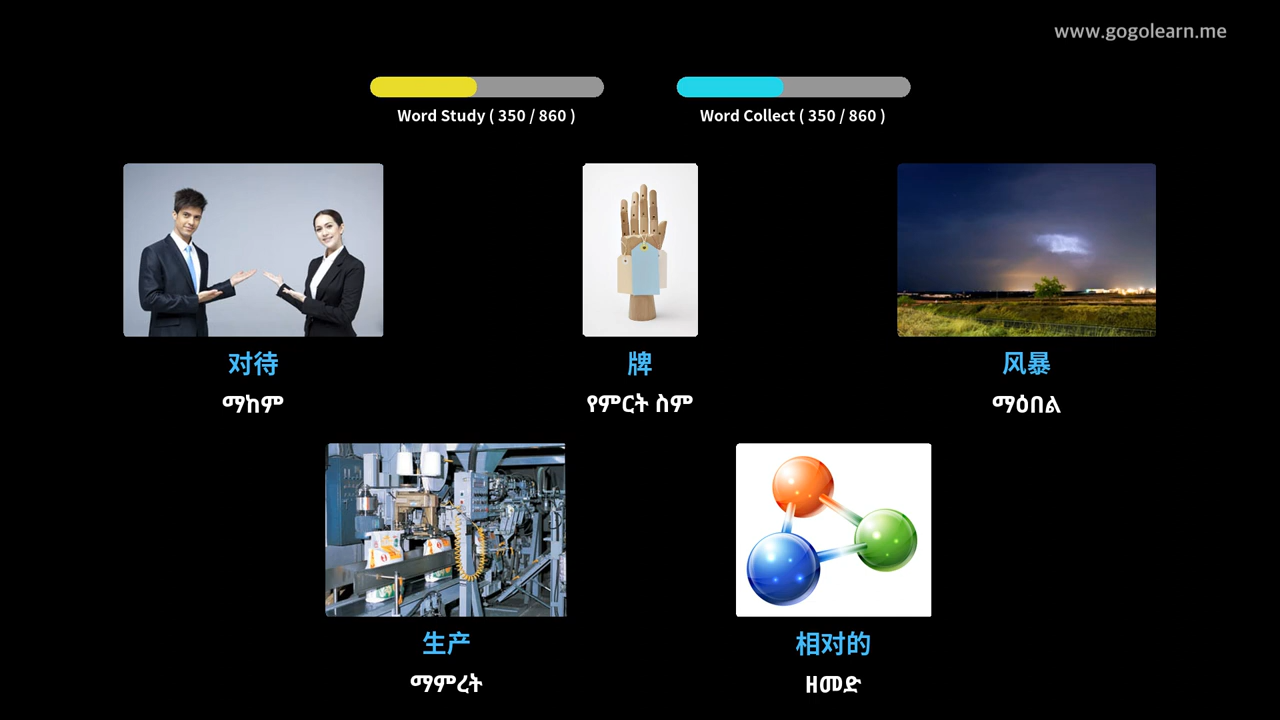 www.gogolearn.me
Word Study ( 350 / 860 )
Word Collect ( 350 / 860 )
对待
ማከም
牌
የምርት ስም
风暴
ማዕበል
生产
ማምረት
相对的
ዘመድ